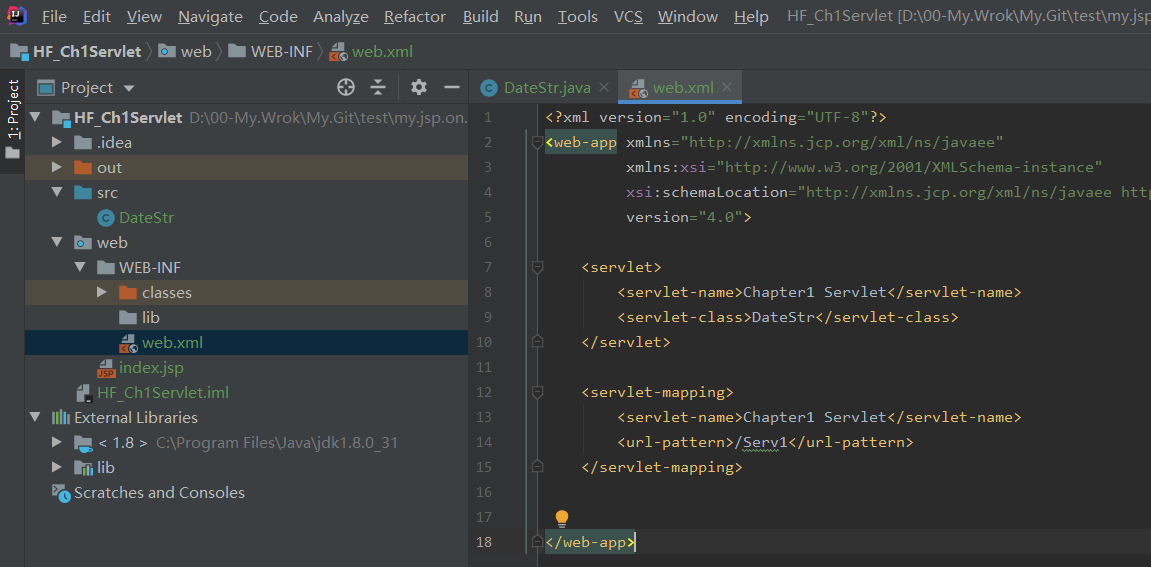 File Edit View Navigate Code Analyze Refactor Build Run Tools VCS Window Help HF_Ch1Servlet [D:\00-My.Wrok\My.Git\test\my.jsp
HF_Ch1Servlet web WEB-INF web.xml
1: Project
Project
HF_Ch1Servlet D:\00-My.Wrok\My.Git\test\my.jsp.on.
.idea
out
src
DateStr
web
WEB-INF
classes
lib
web.xml
index.jsp
HF_Ch1Servlet.iml
External Libraries
< 1.8 > C:\Program Files\Java\jdk1.8.0_31
lib
Scratches and Consoles
DateStr.java web.xml
1 <?xml version="1.0" encoding="UTF-8"?>
2 <web-app xmlns="http://xmlns.jcp.org/xml/ns/javaee"
3 xmlns:xsi="http://www.w3.org/2001/XMLSchema-instance"
4 xsi:schemaLocation="http://xmlns.jcp.org/xml/ns/javaee htt
5 version="4.0">
6
7 <servlet>
8 <servlet-name>Chapter1 Servlet</servlet-name>
9 <servlet-class>DateStr</servlet-class>
10 </servlet>
11
12 <servlet-mapping>
13 <servlet-name>Chapter1 Servlet</servlet-name>
14 <url-pattern>/Serv1</url-pattern>
15 </servlet-mapping>
16
17
18 </web-app>